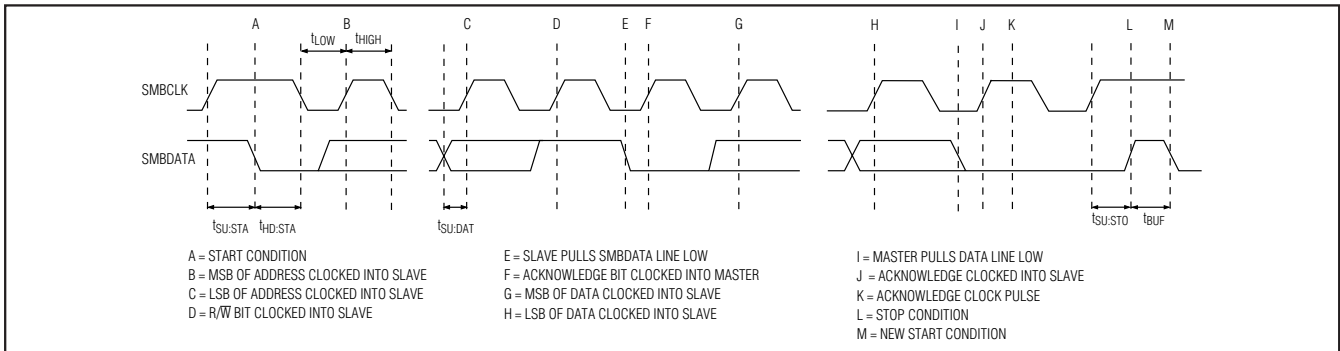 A B C D E F G H I J K L M
tLOW tHIGH
SMBCLK
SMBDATA
tSU:STA tHD:STA tSU:DAT tSU:STO tBUF
A = START CONDITION
B = MSB OF ADDRESS CLOCKED INTO SLAVE
C = LSB OF ADDRESS CLOCKED INTO SLAVE
D = R/W̅ BIT CLOCKED INTO SLAVE
E = SLAVE PULLS SMBDATA LINE LOW
F = ACKNOWLEDGE BIT CLOCKED INTO MASTER
G = MSB OF DATA CLOCKED INTO SLAVE
H = LSB OF DATA CLOCKED INTO SLAVE
I = MASTER PULLS DATA LINE LOW
J = ACKNOWLEDGE CLOCKED INTO SLAVE
K = ACKNOWLEDGE CLOCK PULSE
L = STOP CONDITION
M = NEW START CONDITION